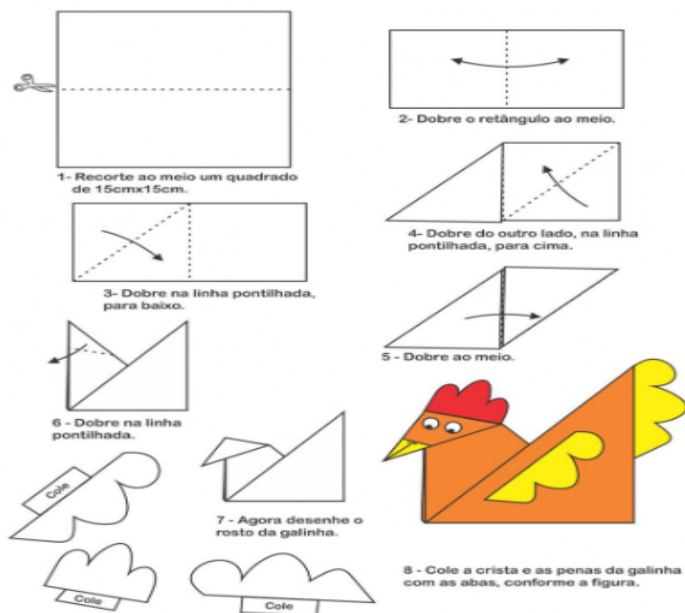 1- Recorte ao meio um quadrado
de 15cmx15cm.
2- Dobre o retângulo ao meio.
3- Dobre na linha pontilhada,
para baixo.
4- Dobre do outro lado, na linha
pontilhada, para cima.
5 - Dobre ao meio.
6 - Dobre na linha
pontilhada.
7 - Agora desenhe o
rosto da galinha.
Cole
Cole
Cole
8 - Cole a crista e as penas da galinha
com as abas, conforme a figura.